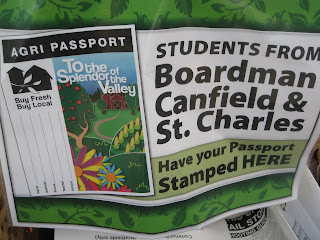 AGRI PASSPORT
Buy Fresh
Buy Local
To the
Splendor of the
Valley
STUDENTS FROM
Boardman
Canfield &
St. Charles
Have your Passport
Stamped HERE